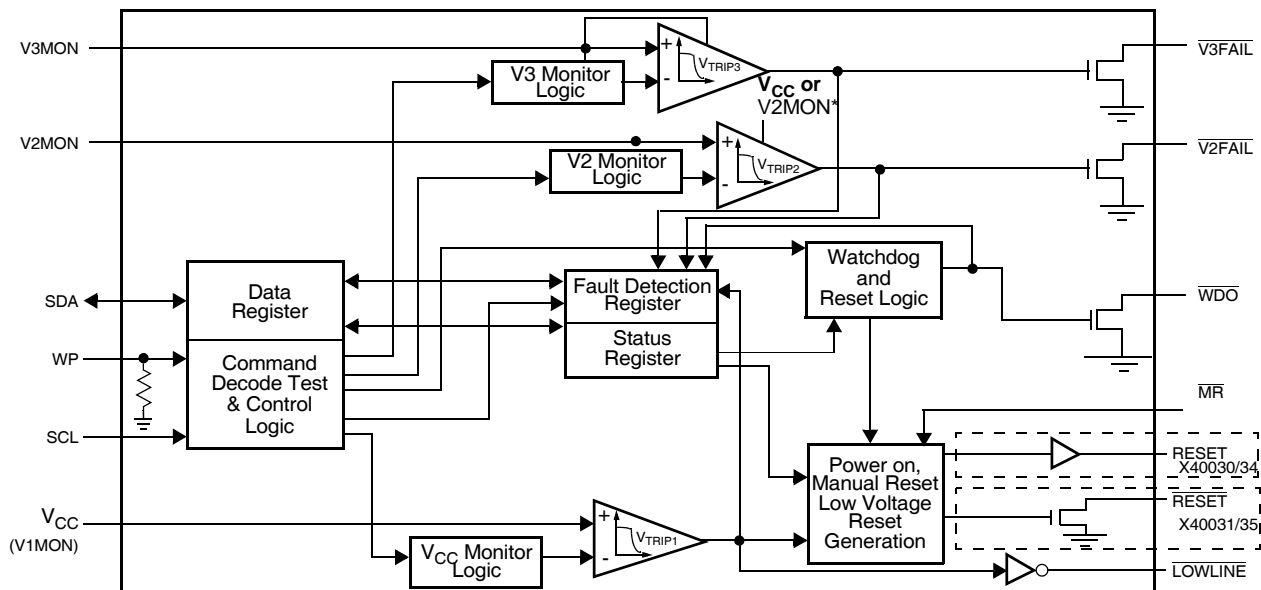 V3MON
V3 Monitor
Logic
+
-
VTRIP3
V3FAIL
VCC or
V2MON*
V2MON
V2 Monitor
Logic
+
-
VTRIP2
V2FAIL
SDA
WP
SCL
Data
Register
Command
Decode Test
& Control
Logic
Fault Detection
Register
Status
Register
Watchdog
and
Reset Logic
WDO
MR
Power on,
Manual Reset
Low Voltage
Reset
Generation
RESET
X40030/34
RESET
X40031/35
VCC
(V1MON)
VCC Monitor
Logic
+
-
VTRIP1
LOWLINE